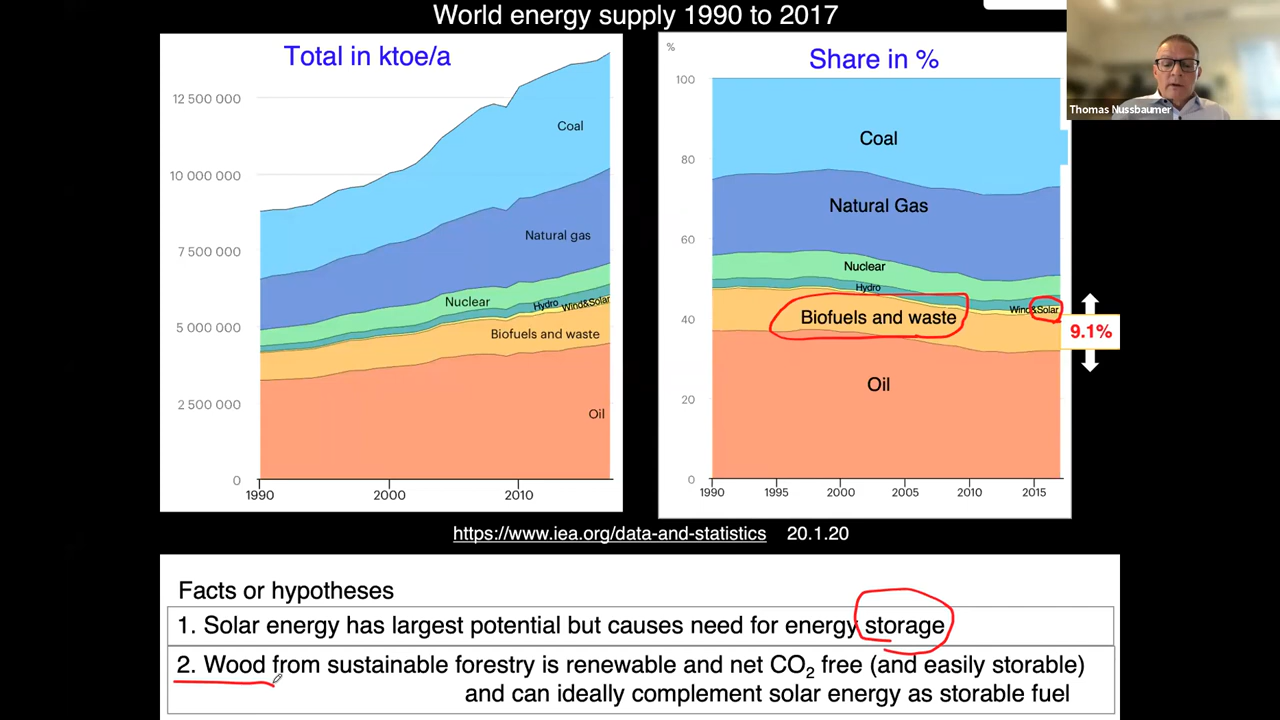 World energy supply 1990 to 2017
Total in ktoe/a
12 500 000
10 000 000
7 500 000
5 000 000
2 500 000
0
Coal
Natural gas
Nuclear
Hydro
Wind&Solar
Biofuels and waste
Oil
1990
2000
2010
%
Share in %
100
80
60
40
20
0
Coal
Natural Gas
Nuclear
Hydro
Wind&Solar
Biofuels and waste
Oil
1990
1995
2000
2005
2010
2015
9.1%
Thomas Nussbaumer
https://www.iea.org/data-and-statistics 20.1.20
Facts or hypotheses
1. Solar energy has largest potential but causes need for energy storage
2. Wood from sustainable forestry is renewable and net CO₂ free (and easily storable)
and can ideally complement solar energy as storable fuel